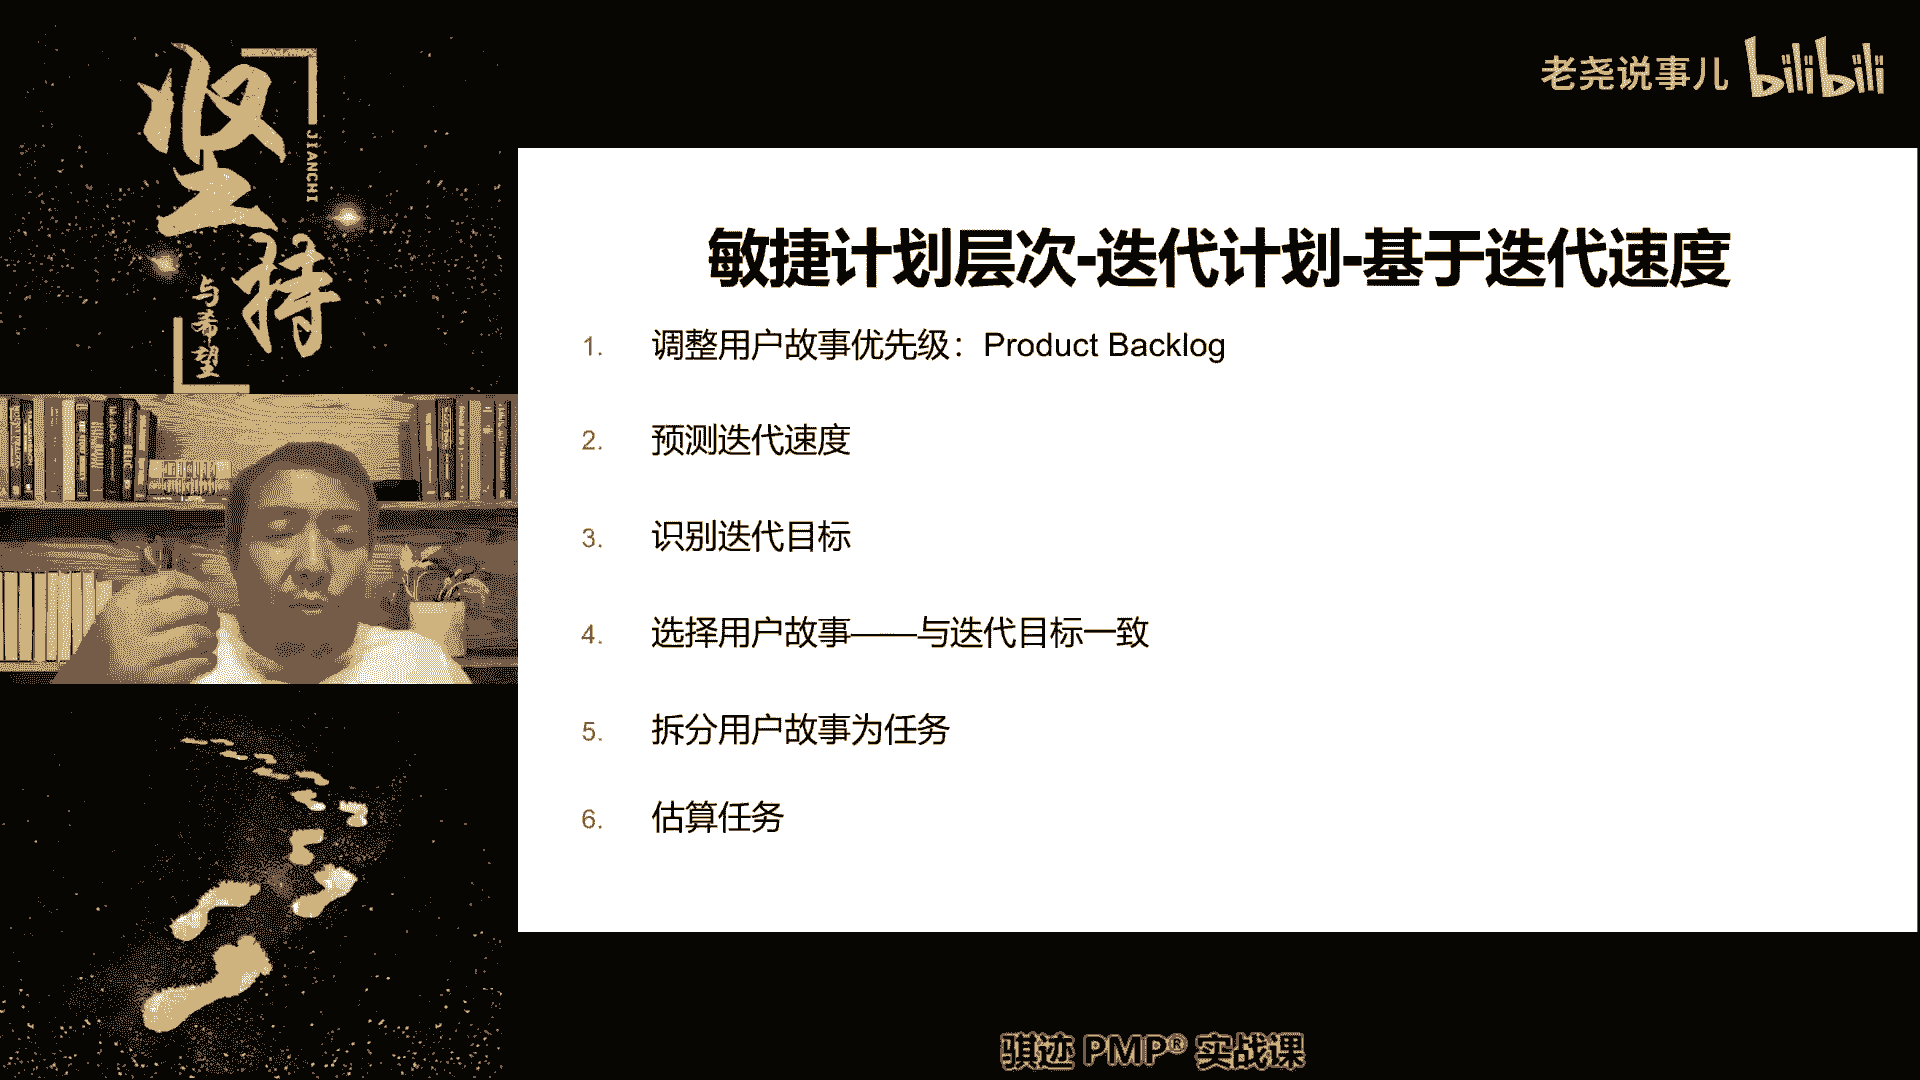 坚持
JIANCHI
与希望
老尧说事儿 bilibili
敏捷计划层次-迭代计划-基于迭代速度
1. 调整用户故事优先级：Product Backlog
2. 预测迭代速度
3. 识别迭代目标
4. 选择用户故事——与迭代目标一致
5. 拆分用户故事为任务
6. 估算任务
骐迹 PMP® 实战课